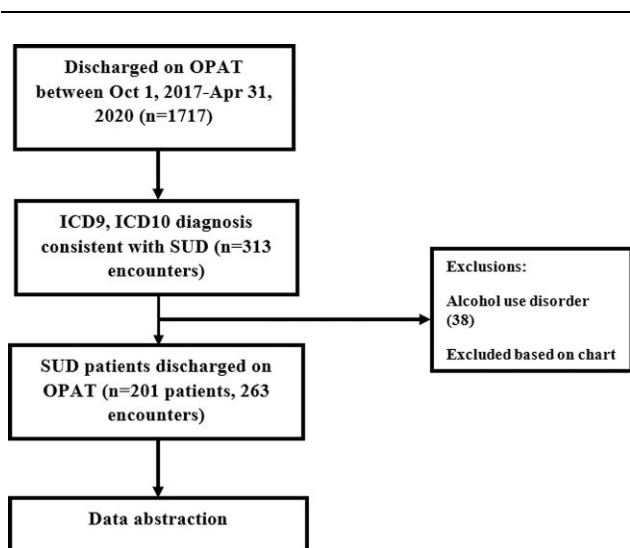 Discharged on OPAT
between Oct 1, 2017-Apr 31,
2020 (n=1717)
ICD9, ICD10 diagnosis
consistent with SUD (n=313
encounters)
Exclusions:
Alcohol use disorder
(38)
Excluded based on chart
SUD patients discharged on
OPAT (n=201 patients, 263
encounters)
Data abstraction